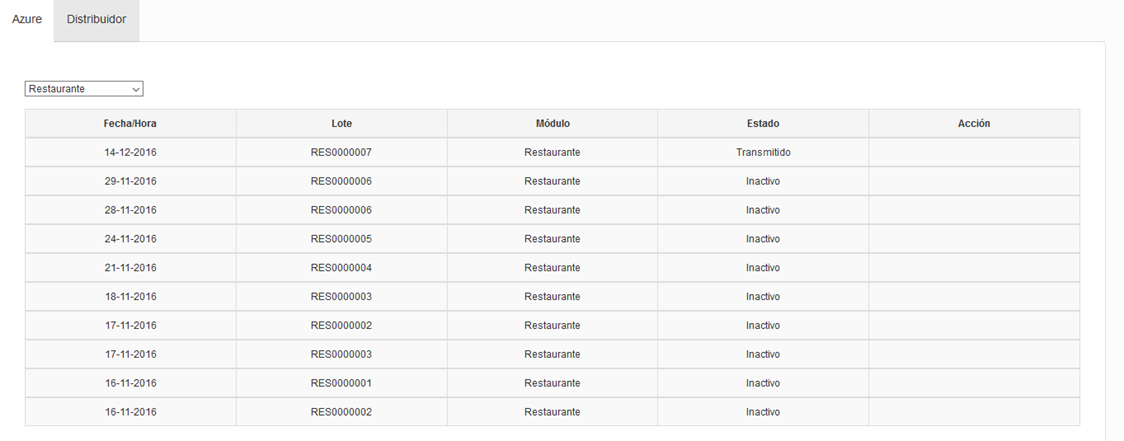 Azure Distribuidor
Restaurante
Fecha/Hora Lote Módulo Estado Acción
14-12-2016 RES0000007 Restaurante Transmitido
29-11-2016 RES0000006 Restaurante Inactivo
28-11-2016 RES0000006 Restaurante Inactivo
24-11-2016 RES0000005 Restaurante Inactivo
21-11-2016 RES0000004 Restaurante Inactivo
18-11-2016 RES0000003 Restaurante Inactivo
17-11-2016 RES0000002 Restaurante Inactivo
17-11-2016 RES0000003 Restaurante Inactivo
16-11-2016 RES0000001 Restaurante Inactivo
16-11-2016 RES0000002 Restaurante Inactivo